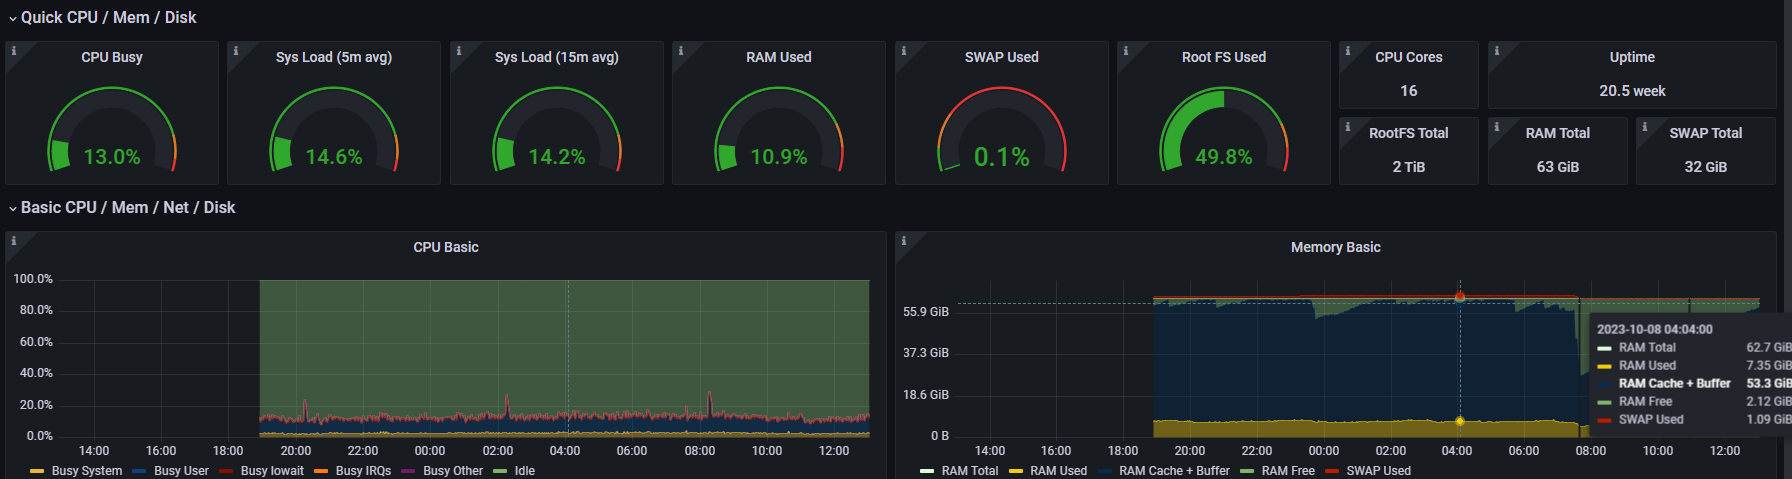 Quick CPU / Mem / Disk
CPU Busy
13.0%
Sys Load (5m avg)
14.6%
Sys Load (15m avg)
14.2%
RAM Used
10.9%
SWAP Used
0.1%
Root FS Used
49.8%
CPU Cores
16
Uptime
20.5 week
RootFS Total
2 TiB
RAM Total
63 GiB
SWAP Total
32 GiB
Basic CPU / Mem / Net / Disk
CPU Basic
100.0%
80.0%
60.0%
40.0%
20.0%
0.0%
14:00 16:00 18:00 20:00 22:00 00:00 02:00 04:00 06:00 08:00 10:00 12:00
Busy System Busy User Busy Iowait Busy IRQs Busy Other Idle
Memory Basic
55.9 GiB
37.3 GiB
18.6 GiB
0 B
14:00 16:00 18:00 20:00 22:00 00:00 02:00 04:00 06:00 08:00 10:00 12:00
RAM Total RAM Used RAM Cache + Buffer RAM Free SWAP Used
2023-10-08 04:04:00
RAM Total 62.7 GiB
RAM Used 7.35 GiB
RAM Cache + Buffer 53.3 GiB
RAM Free 2.12 GiB
SWAP Used 1.09 GiB